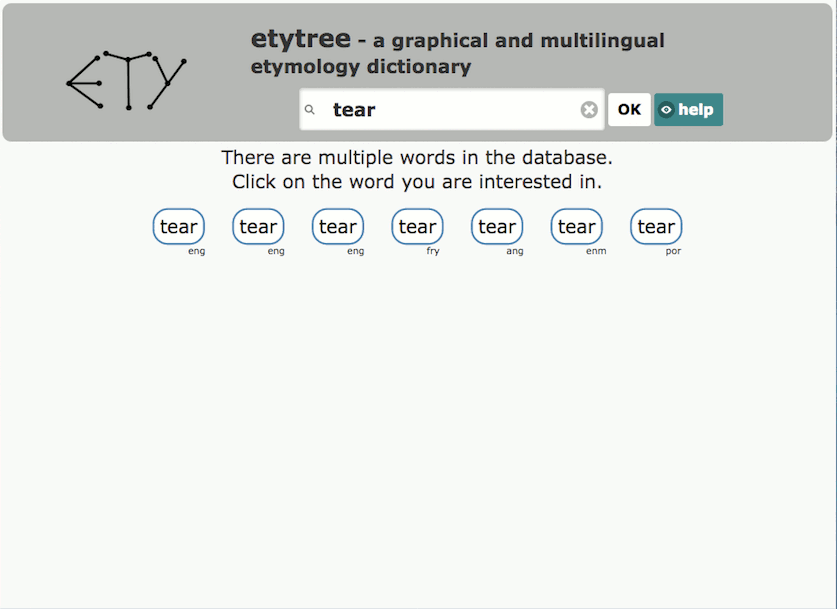 ETY
etytree - a graphical and multilingual
etymology dictionary
tear
OK
help
There are multiple words in the database.
Click on the word you are interested in.
tear tear tear tear tear tear tear
eng eng eng fry ang enm por